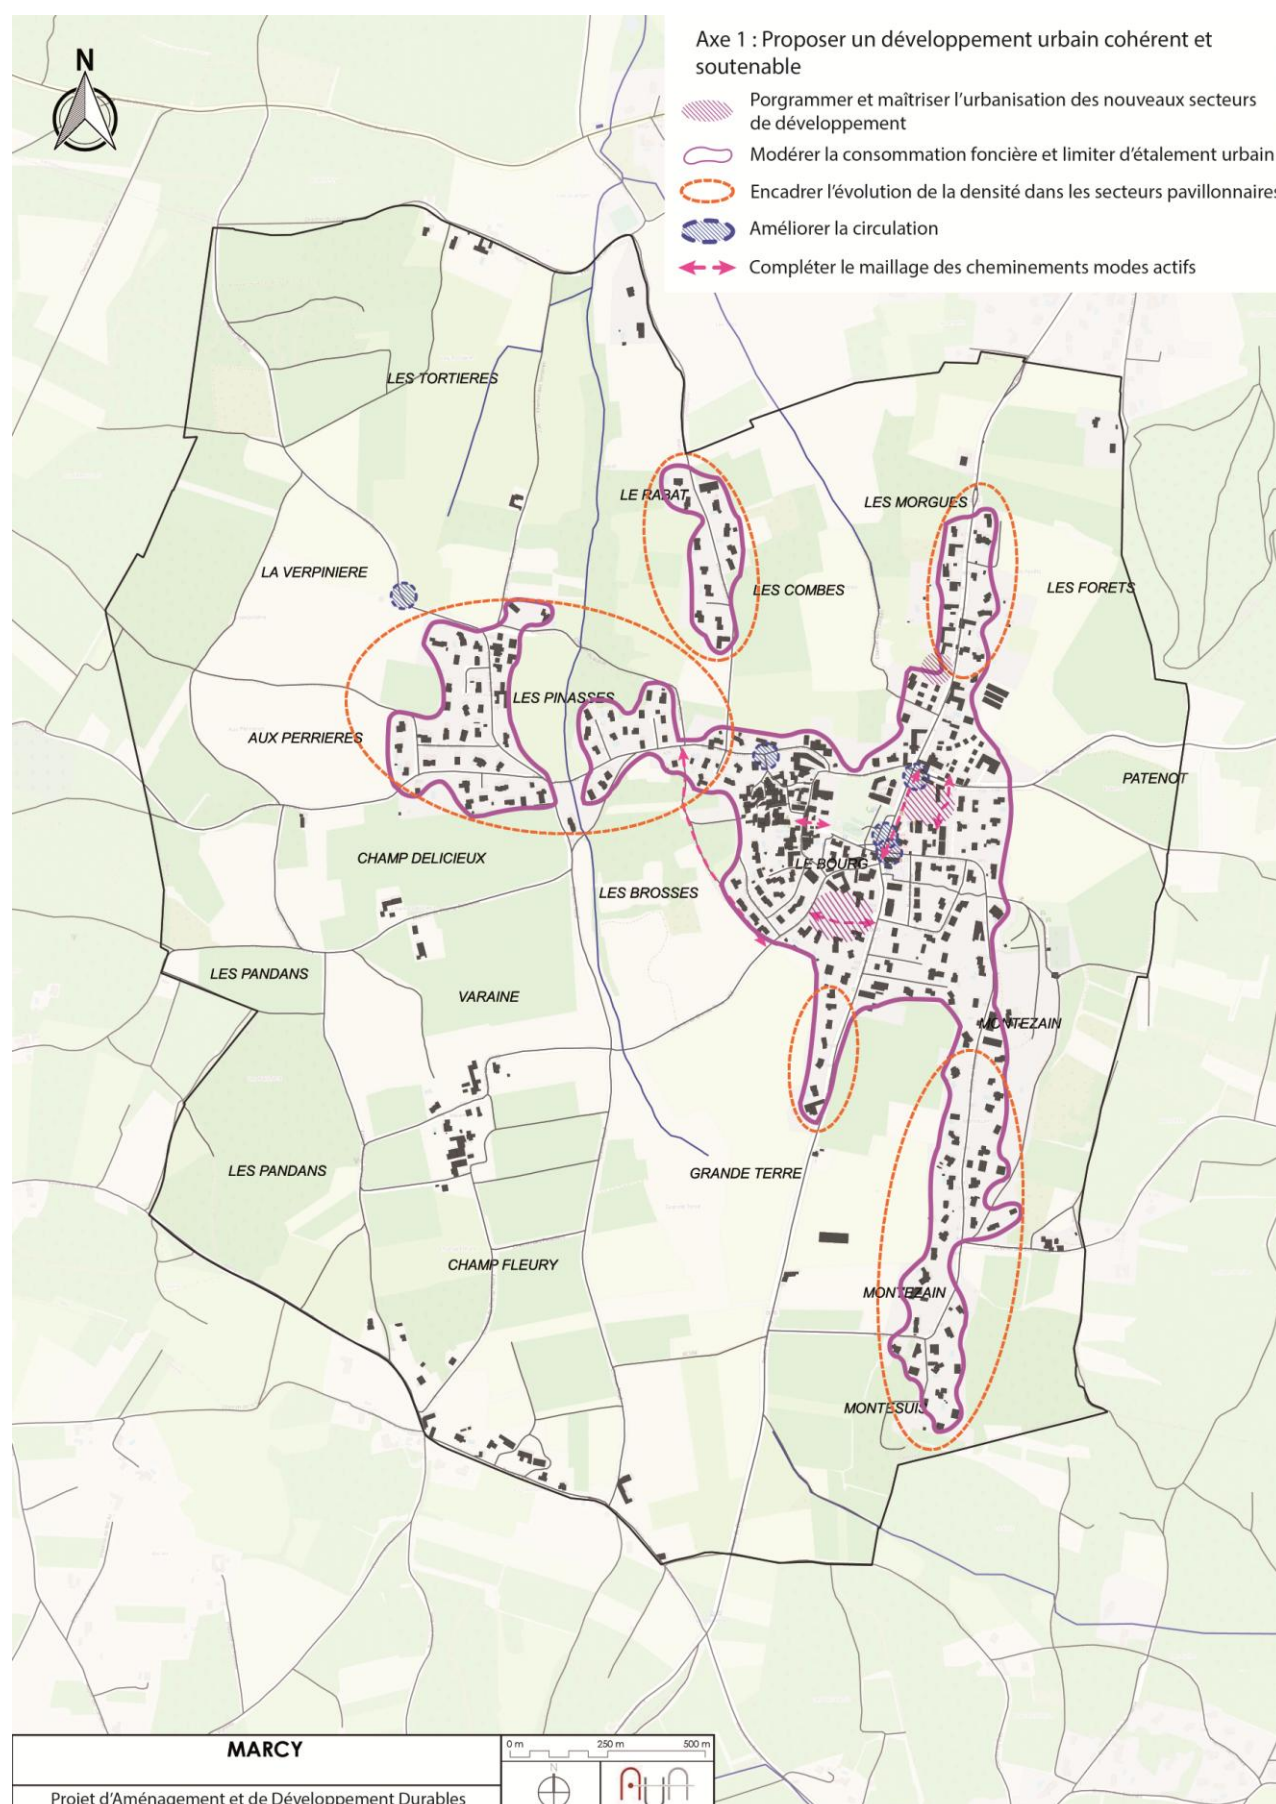 Axe 1 : Proposer un développement urbain cohérent et
soutenable
Porgrammer et maîtriser l'urbanisation des nouveaux secteurs
de développement
Modérer la consommation foncière et limiter d'étalement urbain
Encadrer l'évolution de la densité dans les secteurs pavillonnaires
Améliorer la circulation
Compléter le maillage des cheminements modes actifs
N
LES TORTIERES
LE RABAT
LES MORGUES
LA VERPINIERE
LES COMBES
LES FORETS
LES PINASSES
AUX PERRIERES
PATENOT
CHAMP DELICIEUX
LE BOURG
LES BROSSES
LES PANDANS
VARAINE
MONTEZAIN
LES PANDANS
GRANDE TERRE
CHAMP FLEURY
MONTEZAIN
MONTESUIS
MARCY
0 m 250 m 500 m
N
AUA
Projet d'Aménagement et de Développement Durables